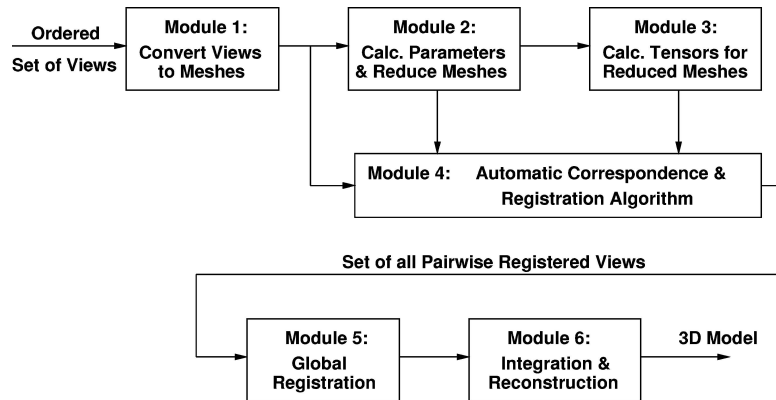 Ordered
Set of Views
Module 1:
Convert Views
to Meshes
Module 2:
Calc. Parameters
& Reduce Meshes
Module 3:
Calc. Tensors for
Reduced Meshes
Module 4: Automatic Correspondence &
Registration Algorithm
Set of all Pairwise Registered Views
Module 5:
Global
Registration
Module 6:
Integration &
Reconstruction
3D Model